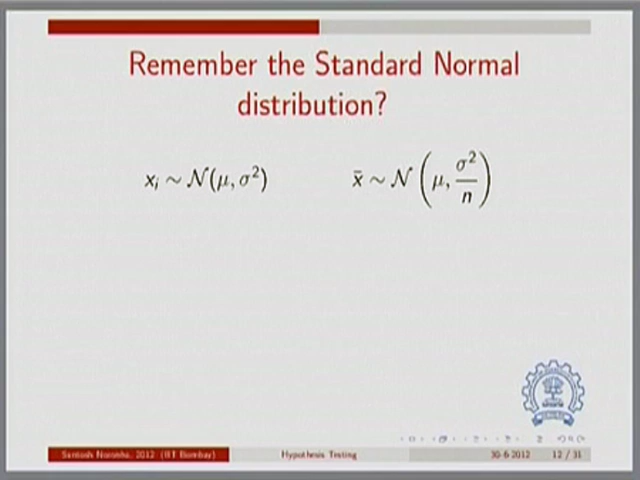 Remember the Standard Normal
distribution?
xᵢ ∼ 𝒩(μ, σ²)    x̄ ∼ 𝒩(μ, σ²/n)
Santosh Noronha, 2012 (IIT Bombay) Hypothesis Testing 30-6-2012 12 / 31